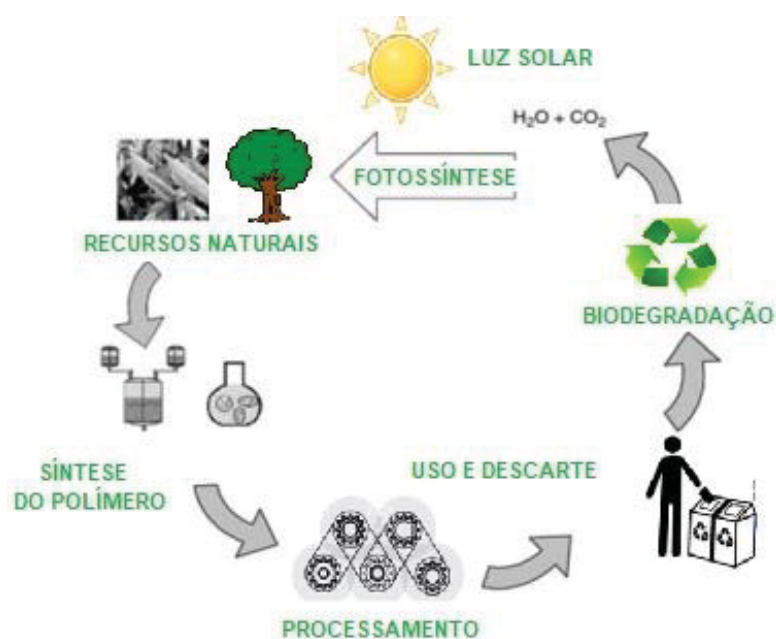 LUZ SOLAR
H₂O + CO₂
FOTOSSÍNTESE
RECURSOS NATURAIS
BIODEGRADAÇÃO
SÍNTESE
DO POLÍMERO
USO E DESCARTE
PROCESSAMENTO